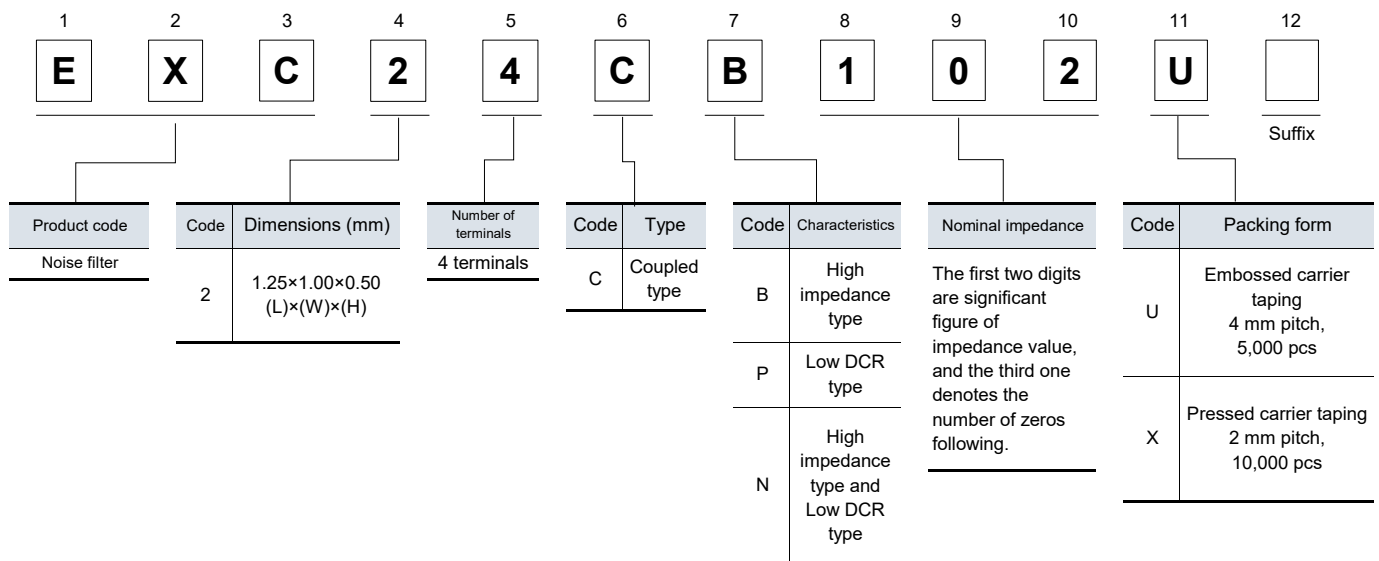 1 2 3 4 5 6 7 8 9 10 11 12
E X C 2 4 C B 1 0 2 U
Suffix
Product code
Noise filter
Code Dimensions (mm)
2 1.25×1.00×0.50
(L)×(W)×(H)
Number of
terminals
4 terminals
Code Type
C Coupled
type
Code Characteristics
B High
impedance
type
P Low DCR
type
N High
impedance
type and
Low DCR
type
Nominal impedance
The first two digits
are significant
figure of
impedance value,
and the third one
denotes the
number of zeros
following.
Code Packing form
U Embossed carrier
taping
4 mm pitch,
5,000 pcs
X Pressed carrier taping
2 mm pitch,
10,000 pcs